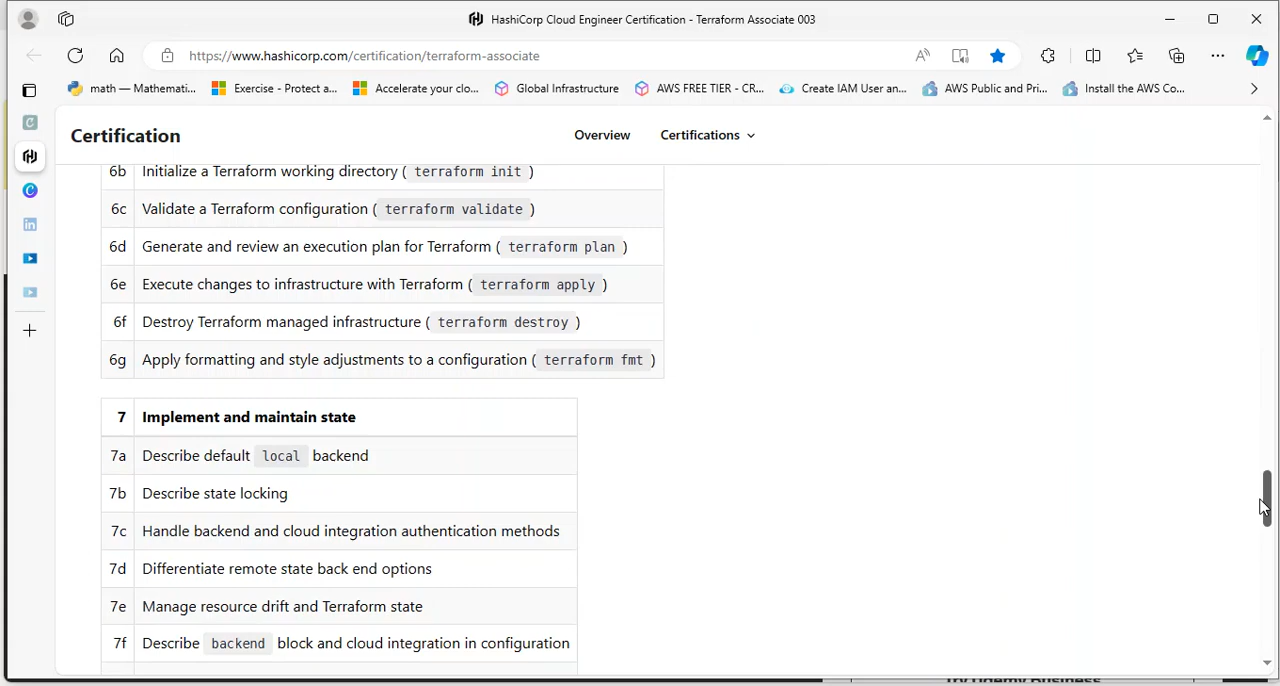 HashiCorp Cloud Engineer Certification - Terraform Associate 003
https://www.hashicorp.com/certification/terraform-associate
math — Mathemati... Exercise - Protect a... Accelerate your clo... Global Infrastructure AWS FREE TIER - CR... Create IAM User an... AWS Public and Pri... Install the AWS Co...
Certification Overview Certifications
6b Initialize a Terraform working directory ( terraform init )
6c Validate a Terraform configuration ( terraform validate )
6d Generate and review an execution plan for Terraform ( terraform plan )
6e Execute changes to infrastructure with Terraform ( terraform apply )
6f Destroy Terraform managed infrastructure ( terraform destroy )
6g Apply formatting and style adjustments to a configuration ( terraform fmt )
7 Implement and maintain state
7a Describe default local backend
7b Describe state locking
7c Handle backend and cloud integration authentication methods
7d Differentiate remote state back end options
7e Manage resource drift and Terraform state
7f Describe backend block and cloud integration in configuration